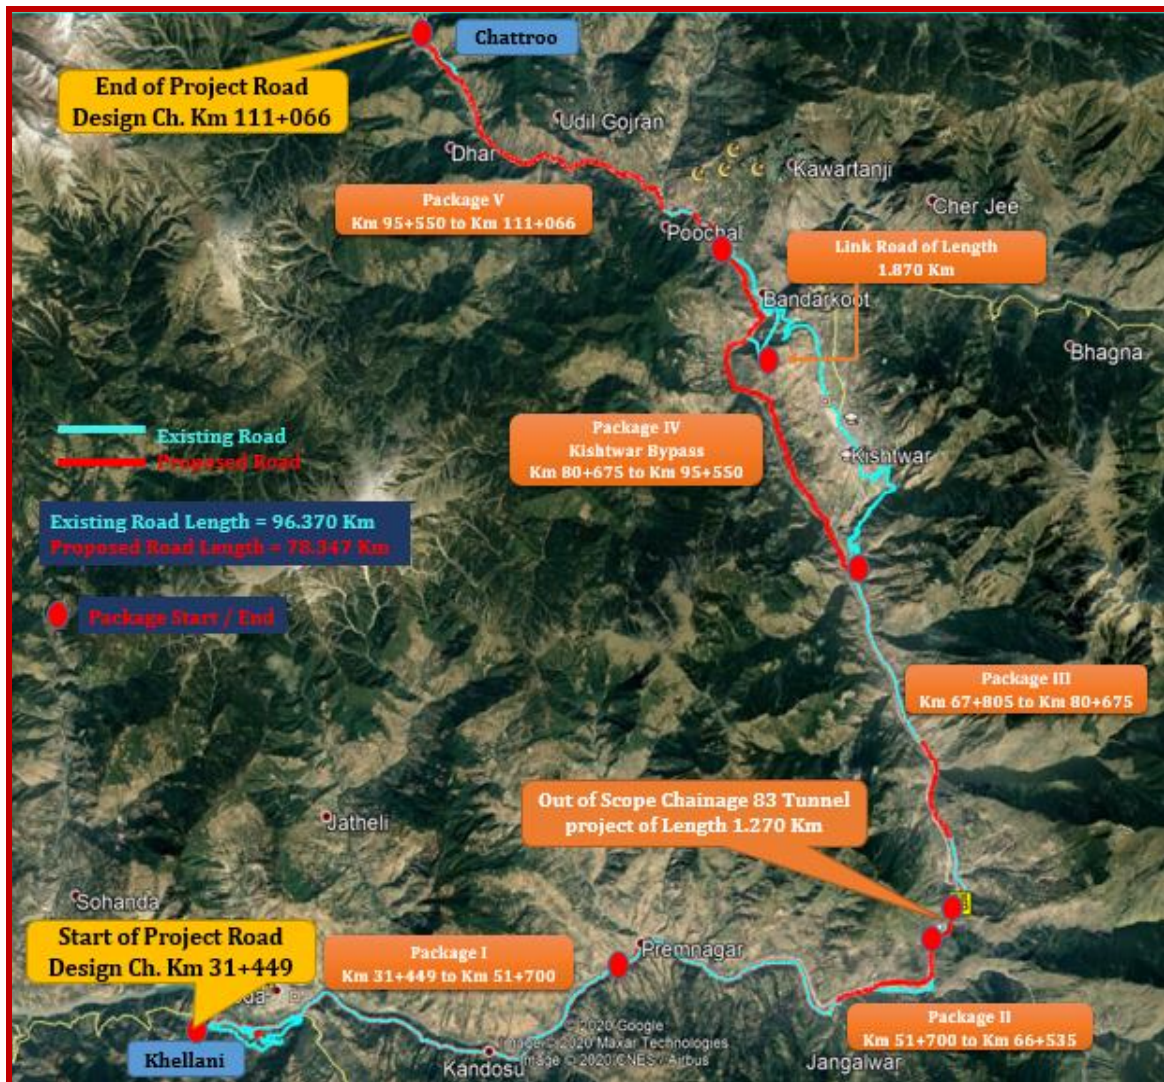 Chattroo
End of Project Road
Design Ch. Km 111+066
Udil Gojran
Dhar
Kawartanji
Package V
Km 95+550 to Km 111+066
Cher Jee
Poochal
Link Road of Length
1.870 Km
Bandarkoot
Bhagna
Existing Road
Proposed Road
Package IV
Kishtwar Bypass
Km 80+675 to Km 95+550
Kishtwar
Existing Road Length = 96.370 Km
Proposed Road Length = 78.347 Km
Package Start / End
Package III
Km 67+805 to Km 80+675
Out of Scope Chainage 83 Tunnel
project of Length 1.270 Km
Jatheli
Sohanda
Start of Project Road
Design Ch. Km 31+449
Package I
Km 31+449 to Km 51+700
Premnagar
Package II
Km 51+700 to Km 66+535
Khellani
Kandosu
© 2020 Google
Image © 2020 Maxar Technologies
Image © 2020 CNES / Airbus
Jangalwar